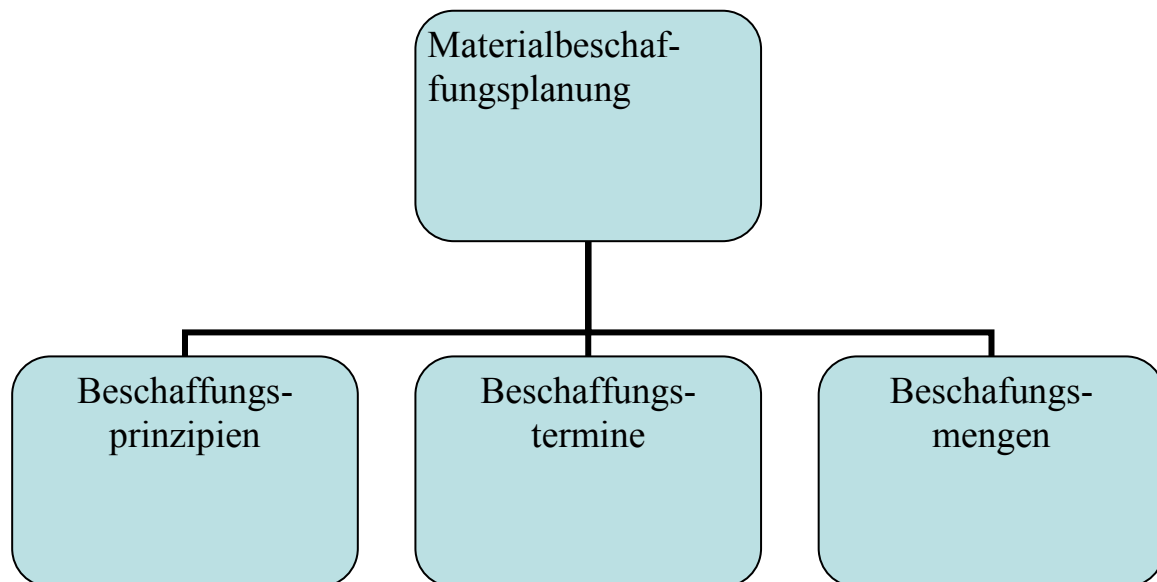 Materialbeschaf-
fungsplanung
Beschaffungs-
prinzipien
Beschaffungs-
termine
Beschafungs-
mengen